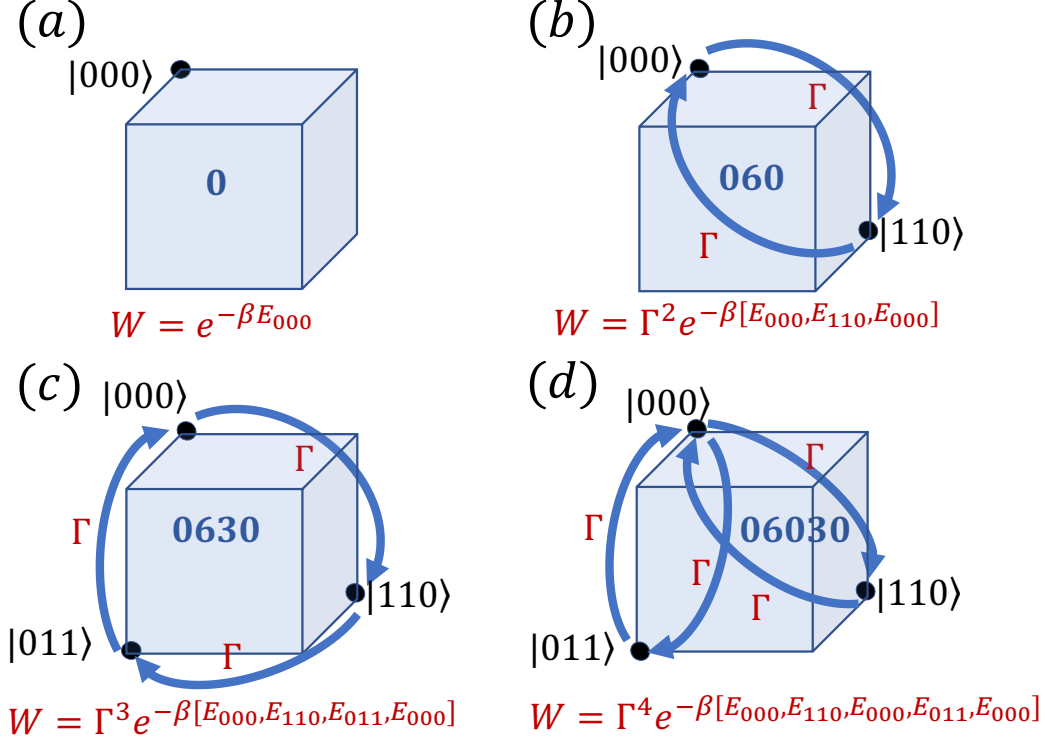 (a)
|000⟩
0
W = e^{-βE_{000}}
(b)
|000⟩
Γ
060
Γ
|110⟩
W = Γ^2 e^{-β[E_{000},E_{110},E_{000}]}
(c)
|000⟩
Γ
Γ
0630
|110⟩
|011⟩
Γ
W = Γ^3 e^{-β[E_{000},E_{110},E_{011},E_{000}]}
(d)
|000⟩
Γ
Γ
06030
Γ
Γ
|110⟩
|011⟩
W = Γ^4 e^{-β[E_{000},E_{110},E_{000},E_{011},E_{000}]}